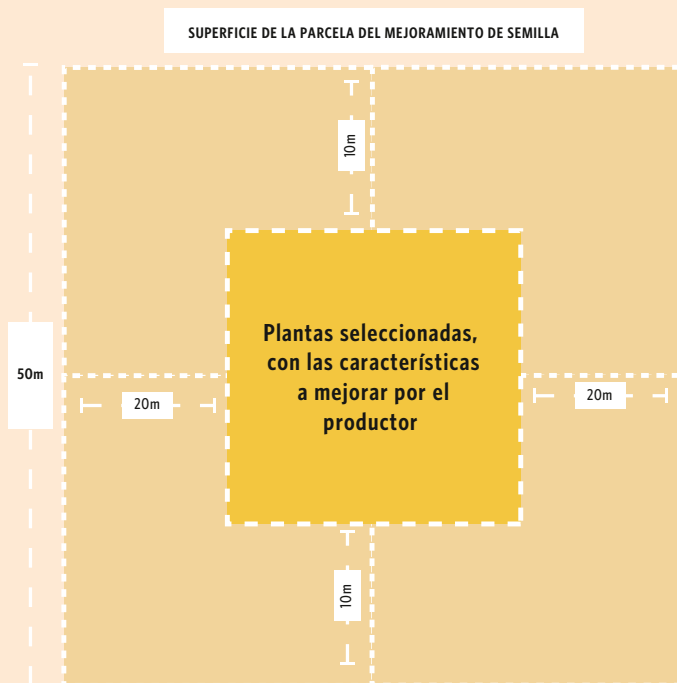 SUPERFICIE DE LA PARCELA DEL MEJORAMIENTO DE SEMILLA
10m
Plantas seleccionadas,
con las características
a mejorar por el
productor
50m
20m
20m
10m